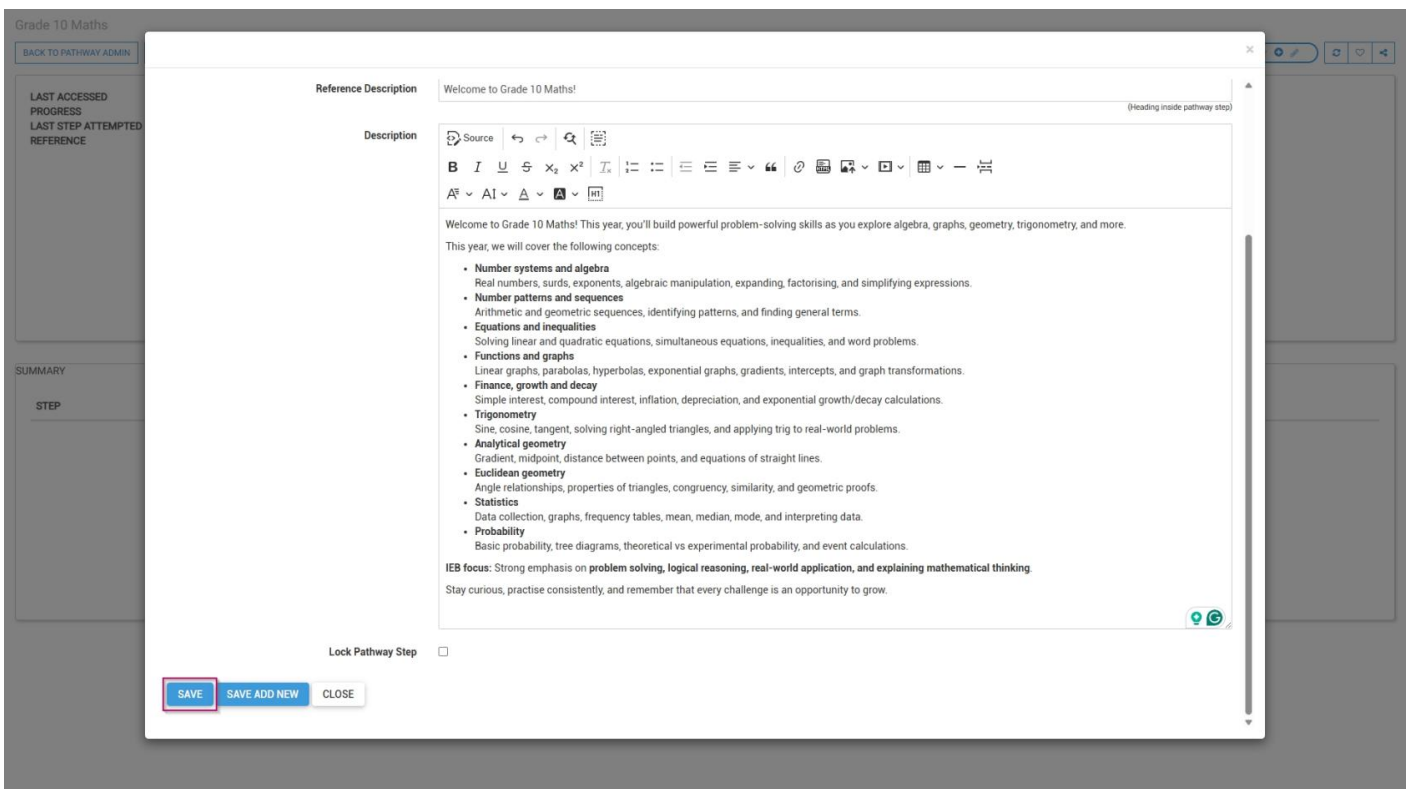 Grade 10 Maths
BACK TO PATHWAY ADMIN
LAST ACCESSED
PROGRESS
LAST STEP ATTEMPTED
REFERENCE
SUMMARY
STEP
×
Reference Description
Welcome to Grade 10 Maths!
(Heading inside pathway step)
Description
Source
Welcome to Grade 10 Maths! This year, you'll build powerful problem-solving skills as you explore algebra, graphs, geometry, trigonometry, and more.
This year, we will cover the following concepts:
• Number systems and algebra
Real numbers, surds, exponents, algebraic manipulation, expanding, factorising, and simplifying expressions.
• Number patterns and sequences
Arithmetic and geometric sequences, identifying patterns, and finding general terms.
• Equations and inequalities
Solving linear and quadratic equations, simultaneous equations, inequalities, and word problems.
• Functions and graphs
Linear graphs, parabolas, hyperbolas, exponential graphs, gradients, intercepts, and graph transformations.
• Finance, growth and decay
Simple interest, compound interest, inflation, depreciation, and exponential growth/decay calculations.
• Trigonometry
Sine, cosine, tangent, solving right-angled triangles, and applying trig to real-world problems.
• Analytical geometry
Gradient, midpoint, distance between points, and equations of straight lines.
• Euclidean geometry
Angle relationships, properties of triangles, congruency, similarity, and geometric proofs.
• Statistics
Data collection, graphs, frequency tables, mean, median, mode, and interpreting data.
• Probability
Basic probability, tree diagrams, theoretical vs experimental probability, and event calculations.
IEB focus: Strong emphasis on problem solving, logical reasoning, real-world application, and explaining mathematical thinking.
Stay curious, practise consistently, and remember that every challenge is an opportunity to grow.
Lock Pathway Step
SAVE SAVE ADD NEW CLOSE